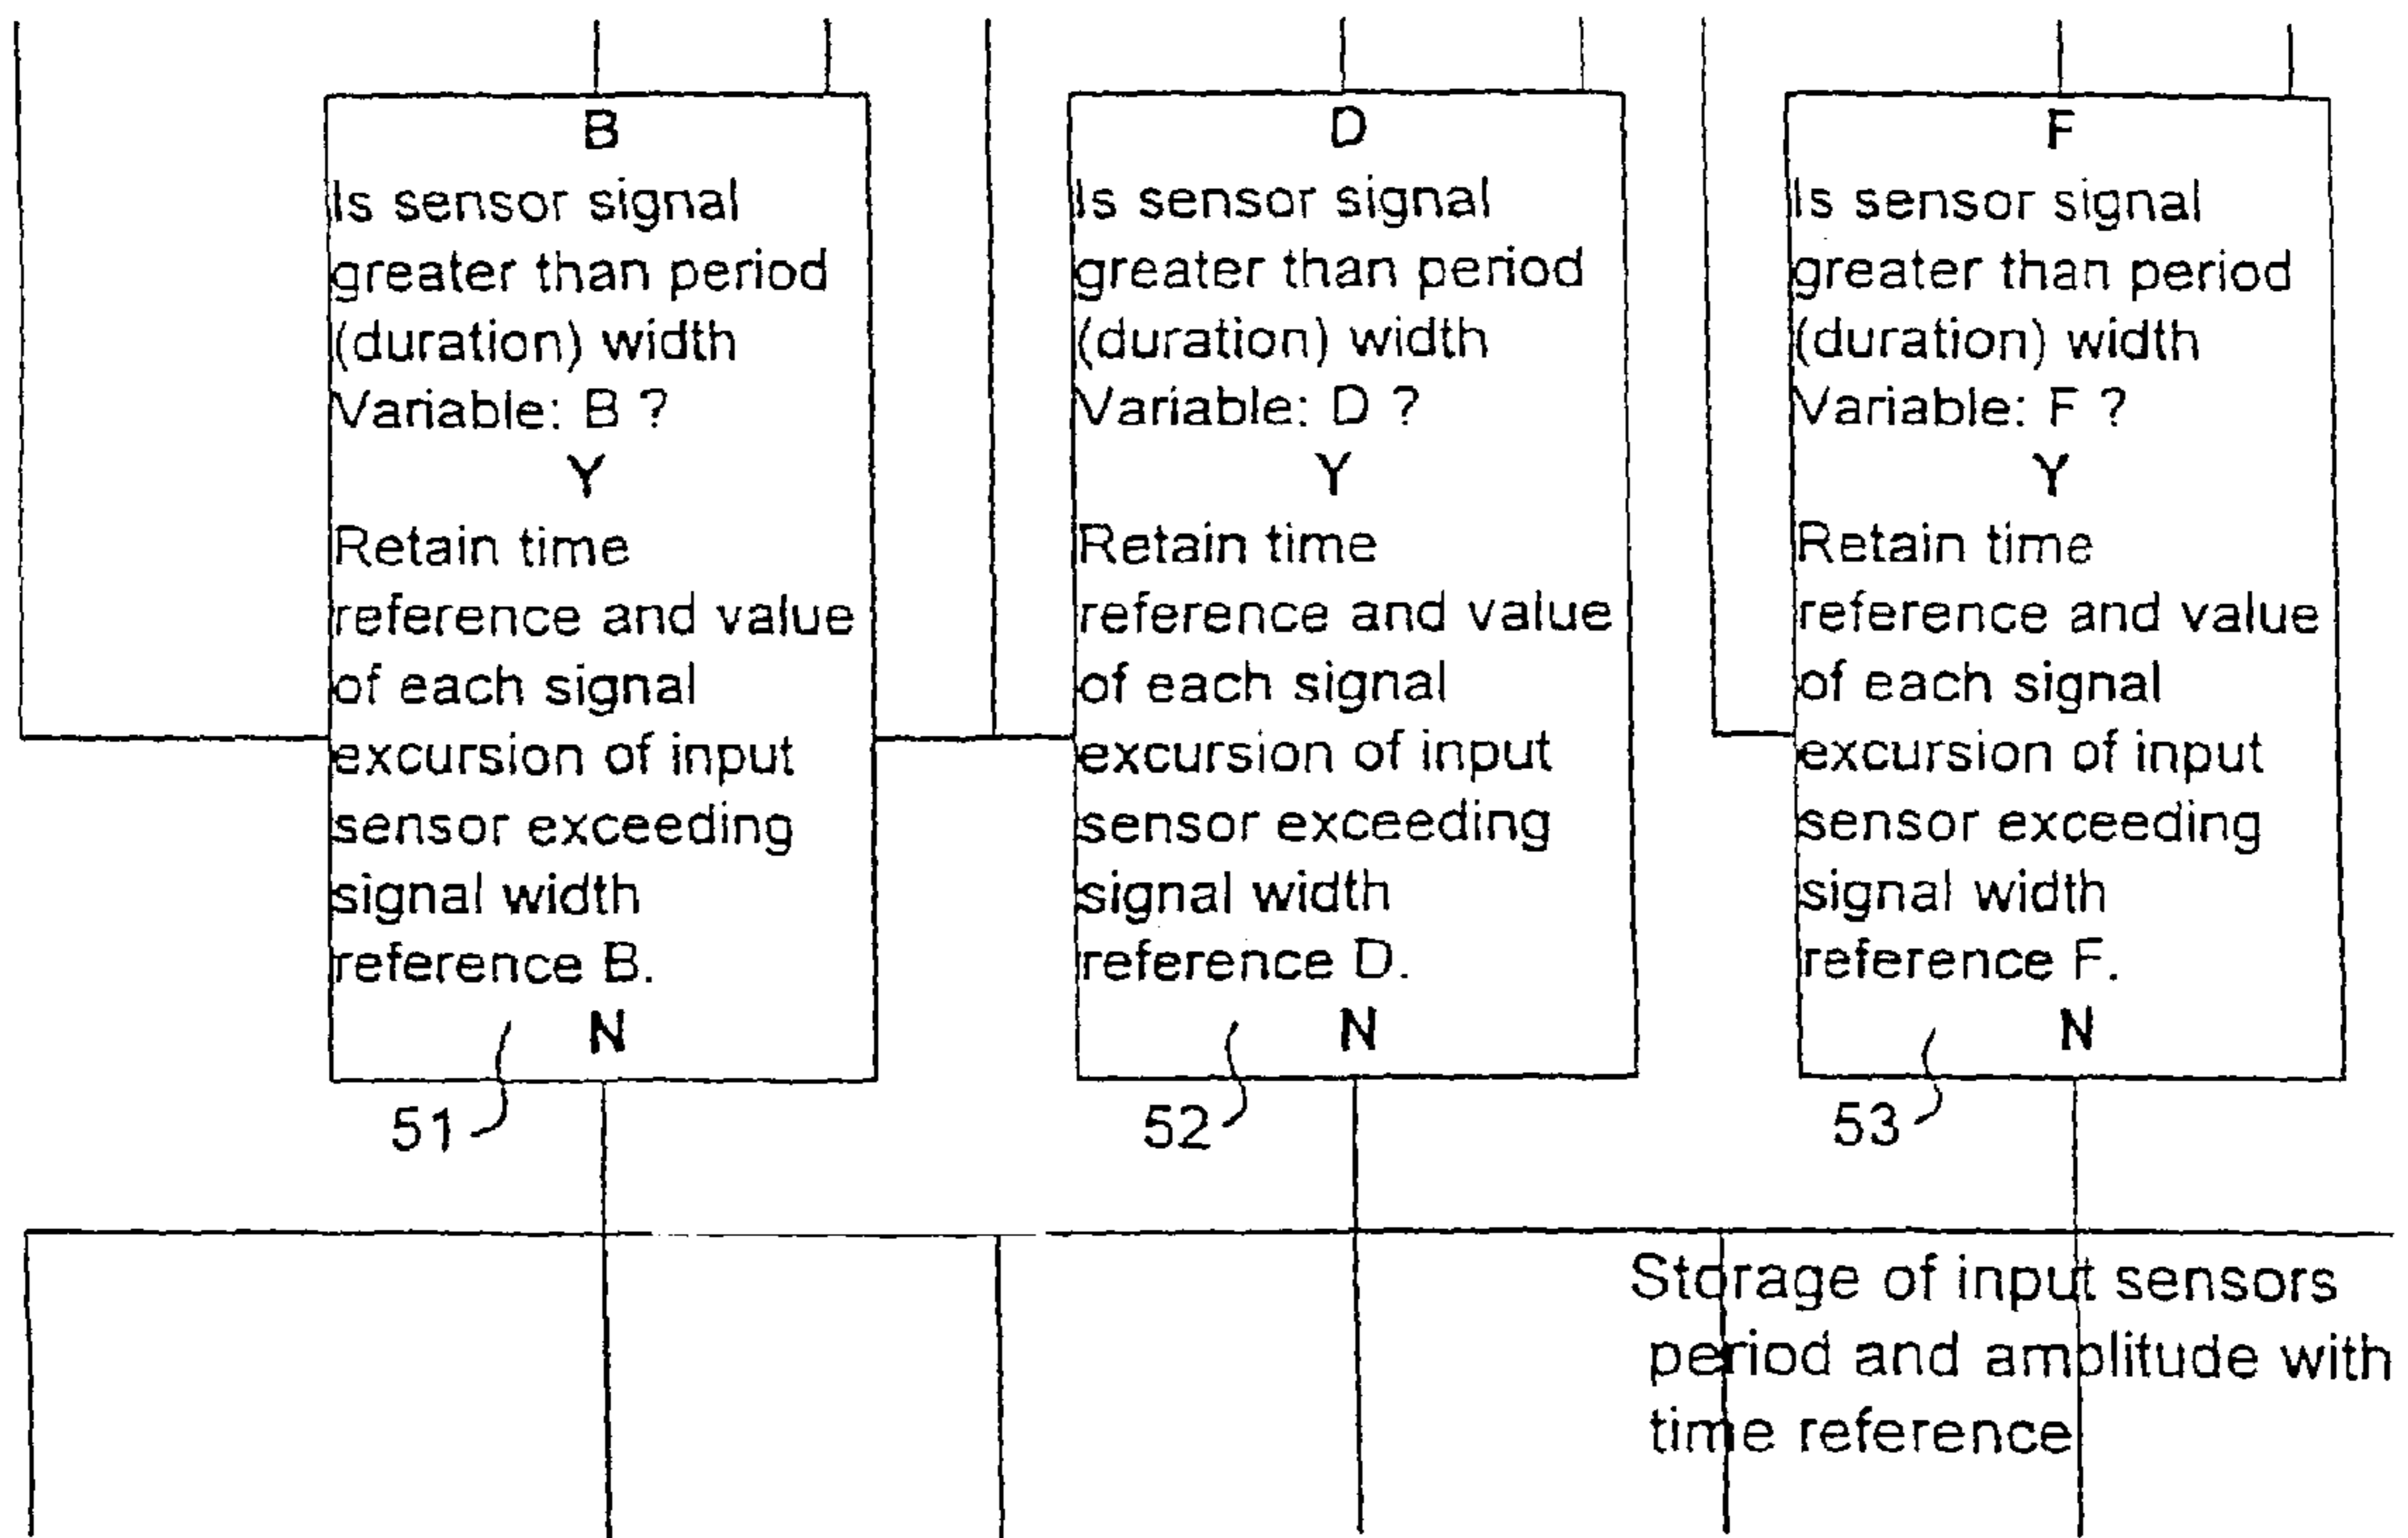 B
Is sensor signal
greater than period
(duration) width
Variable: B ?
Y
Retain time
reference and value
of each signal
excursion of input
sensor exceeding
signal width
reference B.
N
51
D
Is sensor signal
greater than period
(duration) width
Variable: D ?
Y
Retain time
reference and value
of each signal
excursion of input
sensor exceeding
signal width
reference D.
N
52
F
Is sensor signal
greater than period
(duration) width
Variable: F ?
Y
Retain time
reference and value
of each signal
excursion of input
sensor exceeding
signal width
reference F.
N
53
Storage of input sensors
period and amplitude with
time reference